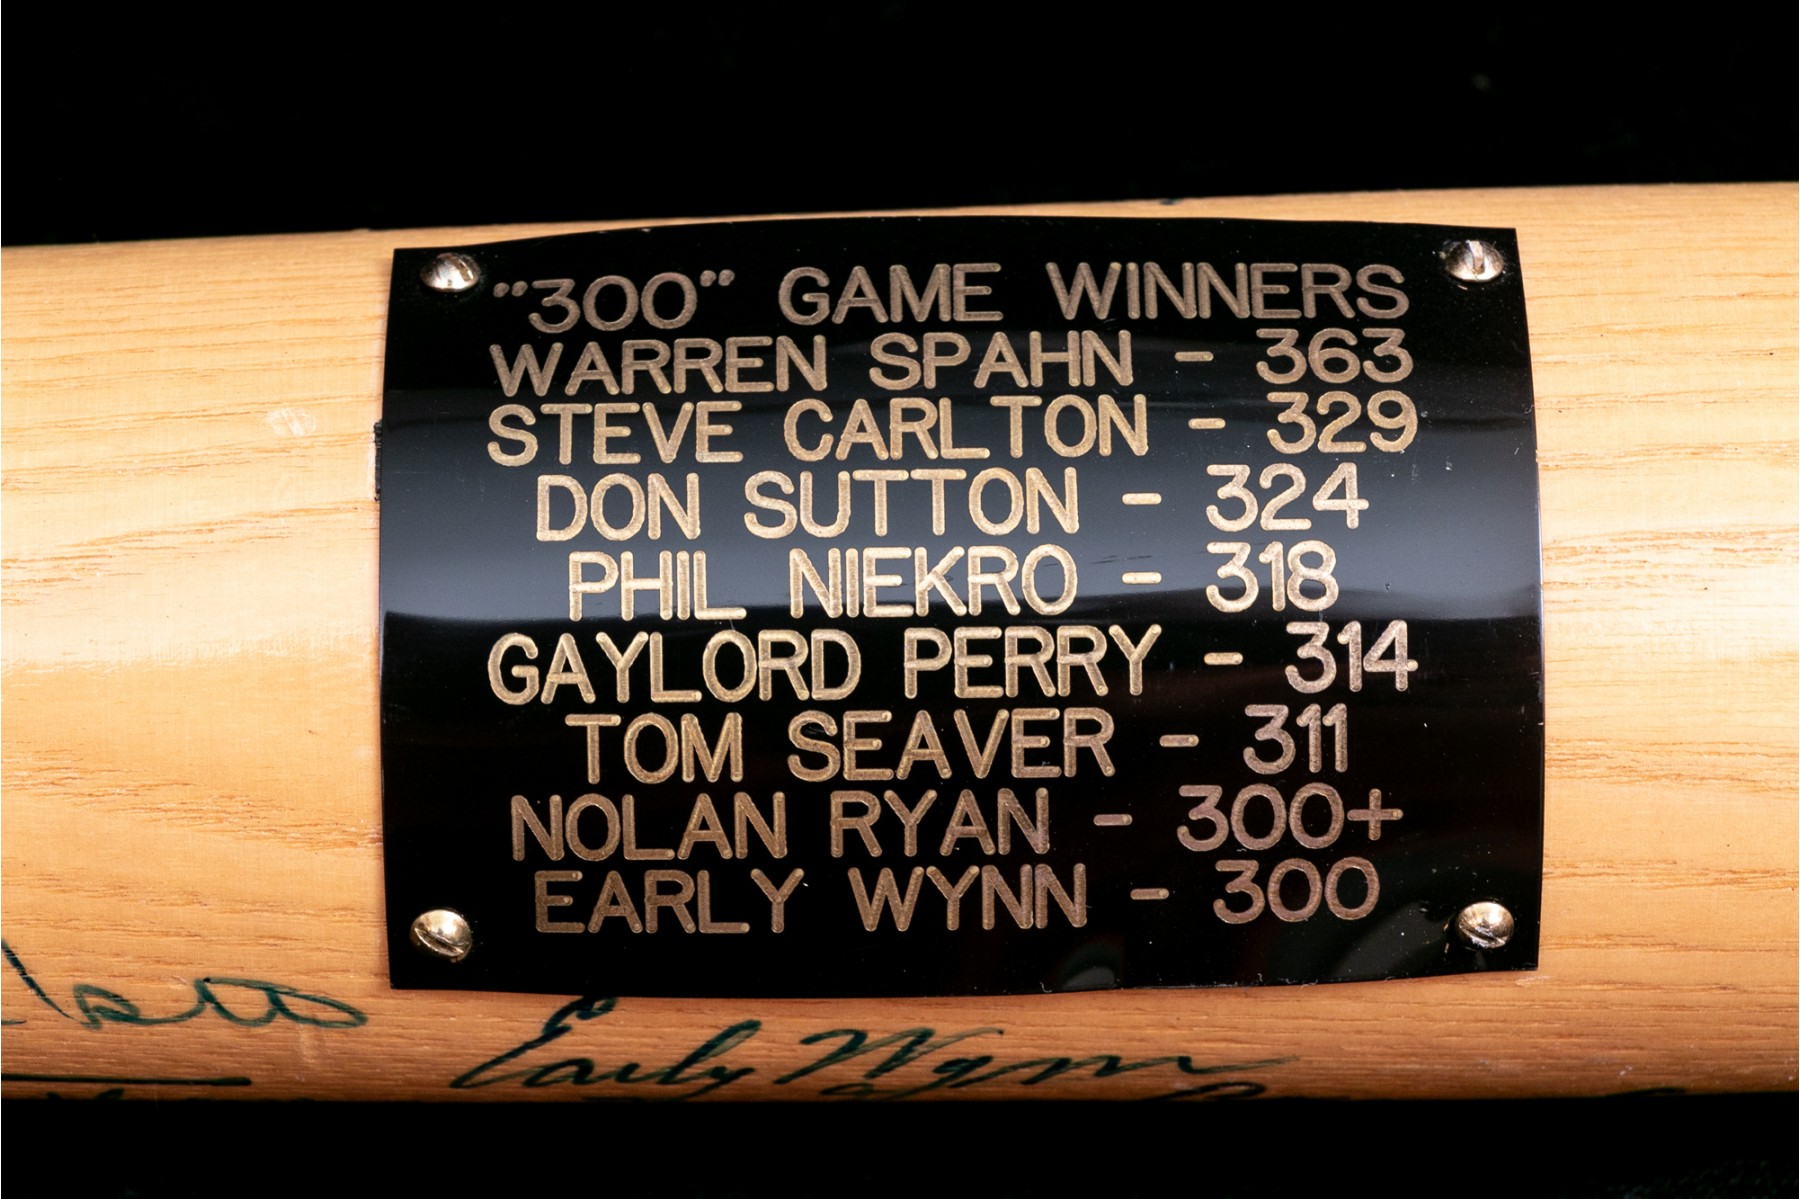 "300" GAME WINNERS
WARREN SPAHN - 363
STEVE CARLTON - 329
DON SUTTON - 324
PHIL NIEKRO - 318
GAYLORD PERRY - 314
TOM SEAVER - 311
NOLAN RYAN - 300+
EARLY WYNN - 300
Early Wynn